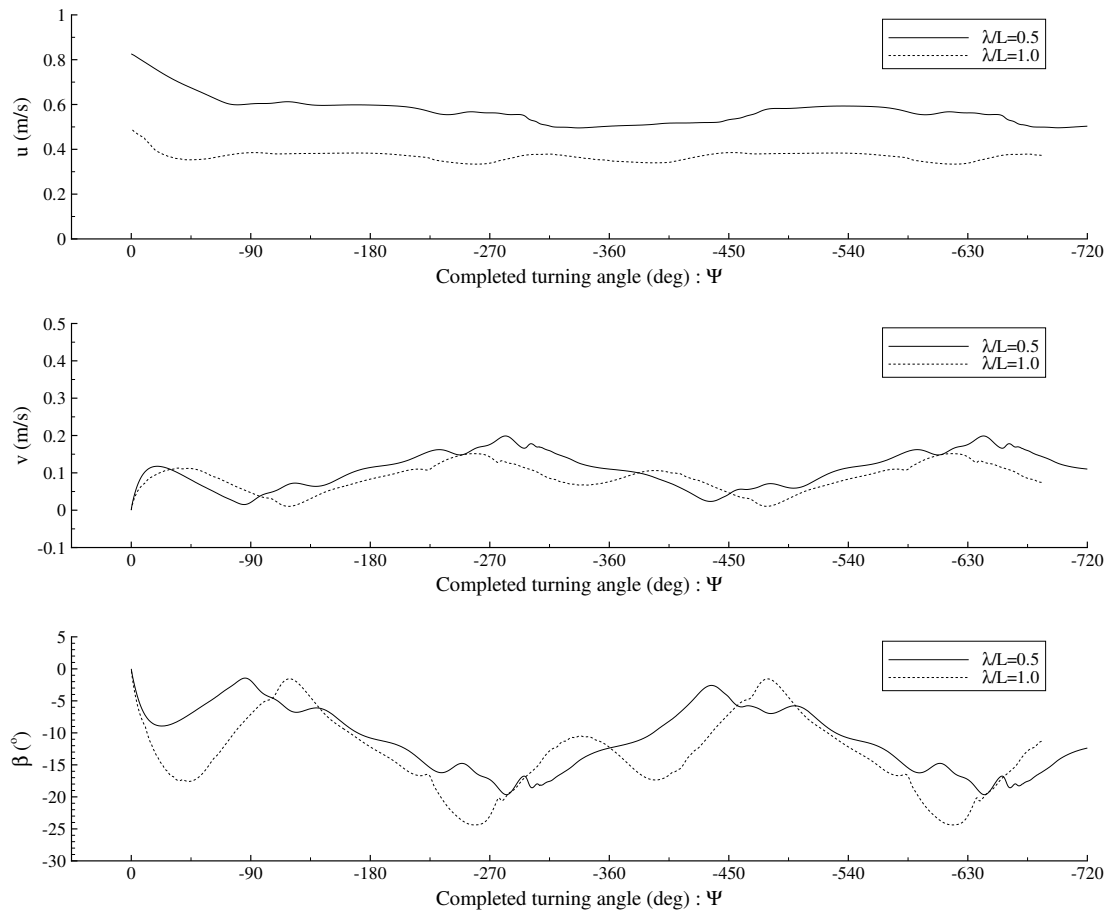 1
0.8
0.6
0.4
0.2
0
u (m/s)
λ/L=0.5
λ/L=1.0
0 -90 -180 -270 -360 -450 -540 -630 -720
Completed turning angle (deg) : Ψ
0.5
0.4
0.3
0.2
0.1
0
-0.1
v (m/s)
λ/L=0.5
λ/L=1.0
0 -90 -180 -270 -360 -450 -540 -630 -720
Completed turning angle (deg) : Ψ
5
0
-5
-10
-15
-20
-25
-30
β (°)
λ/L=0.5
λ/L=1.0
0 -90 -180 -270 -360 -450 -540 -630 -720
Completed turning angle (deg) : Ψ